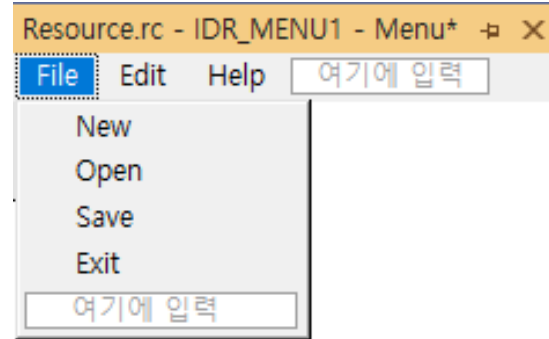 Resource.rc - IDR_MENU1 - Menu*
File Edit Help 여기에 입력
New
Open
Save
Exit
여기에 입력